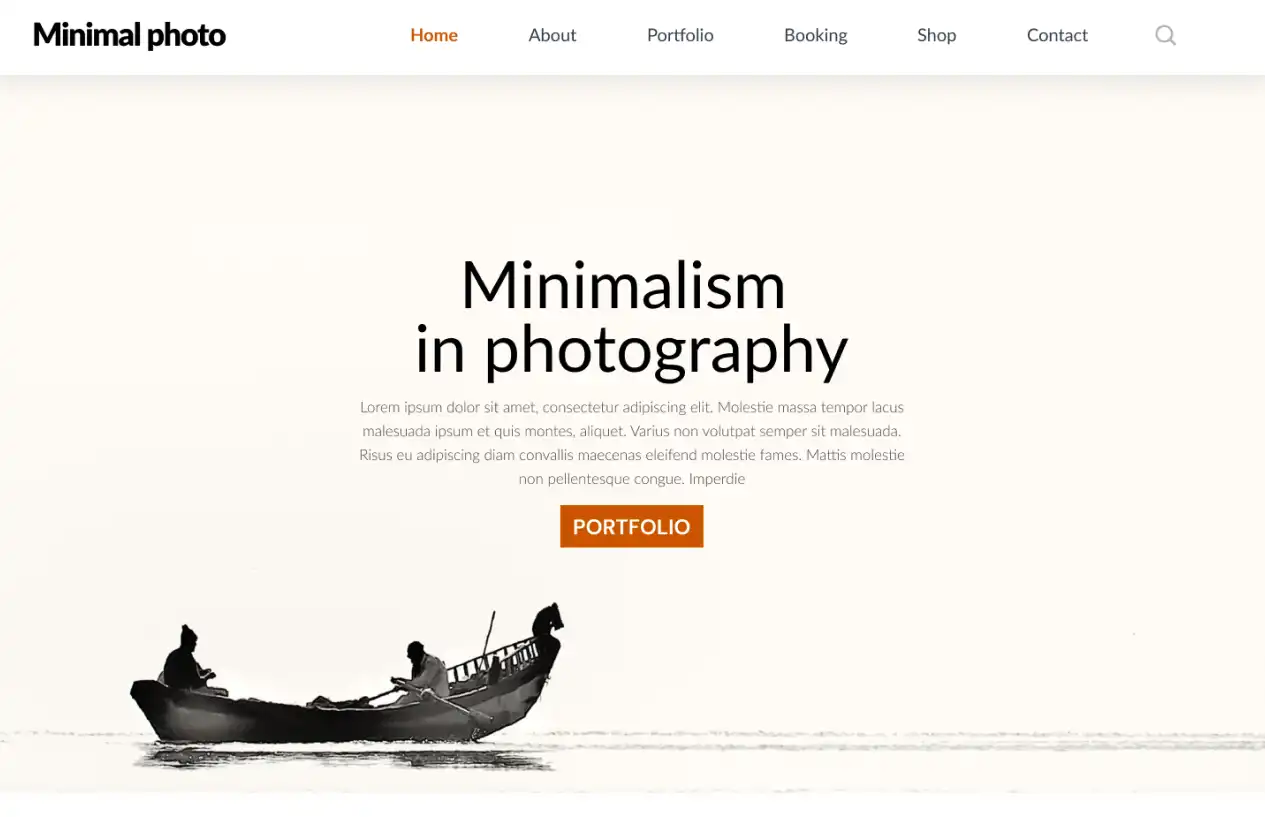 Minimal photo
Home About Portfolio Booking Shop Contact
Minimalism
in photography
Lorem ipsum dolor sit amet, consectetur adipiscing elit. Molestie massa tempor lacus
malesuada ipsum et quis montes, aliquet. Varius non volutpat semper sit malesuada.
Risus eu adipiscing diam convallis maecenas eleifend molestie fames. Mattis molestie
non pellentesque congue. Imperdie
PORTFOLIO